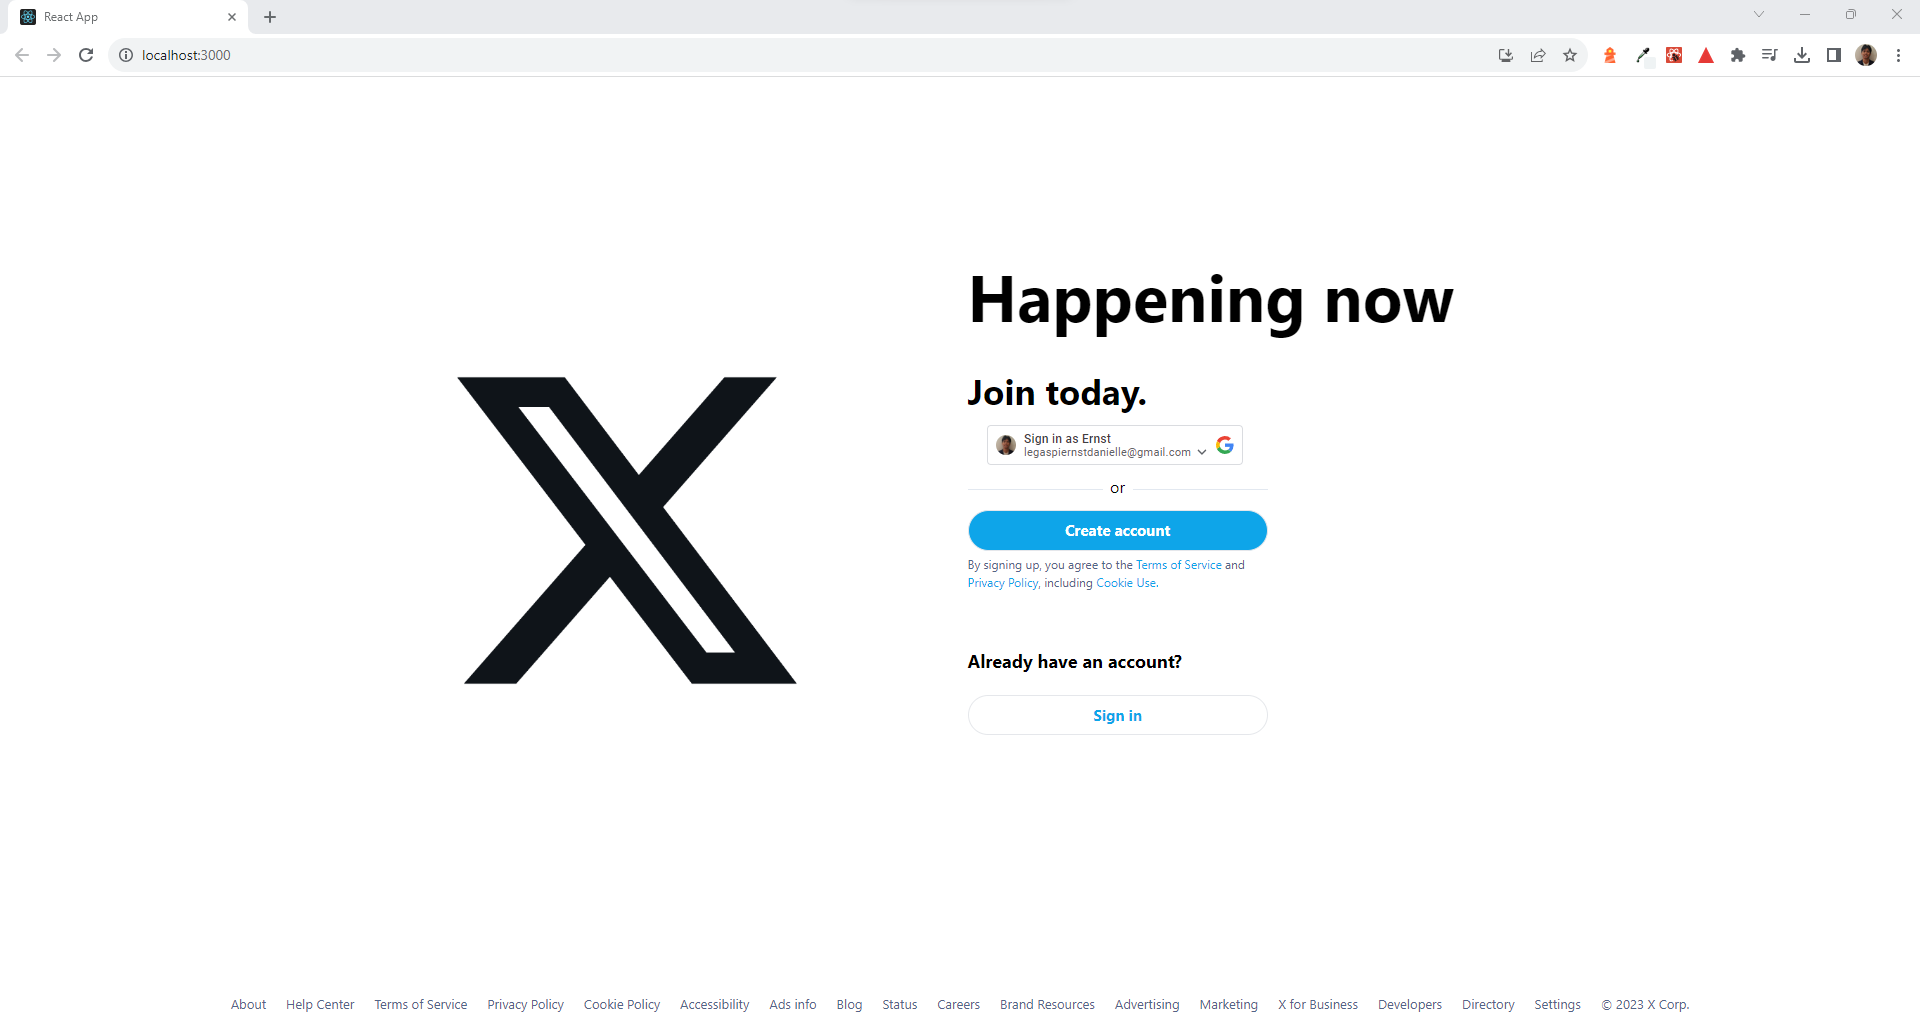 React App
localhost:3000
Happening now
Join today.
Sign in as Ernst
legaspiernstdanielle@gmail.com
or
Create account
By signing up, you agree to the Terms of Service and
Privacy Policy, including Cookie Use.
Already have an account?
Sign in
About Help Center Terms of Service Privacy Policy Cookie Policy Accessibility Ads info Blog Status Careers Brand Resources Advertising Marketing X for Business Developers Directory Settings © 2023 X Corp.